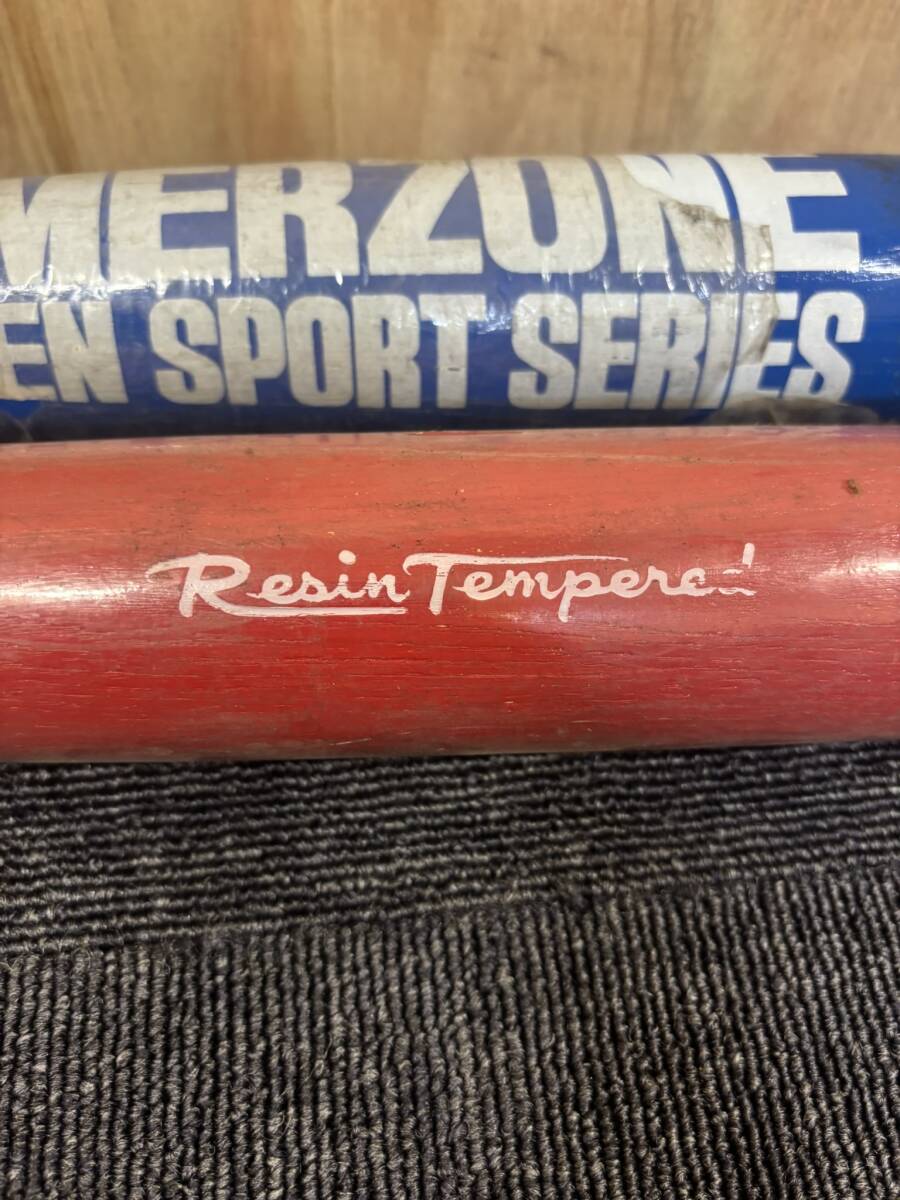 MERZONE
EN SPORT SERIES
Resin Tempered